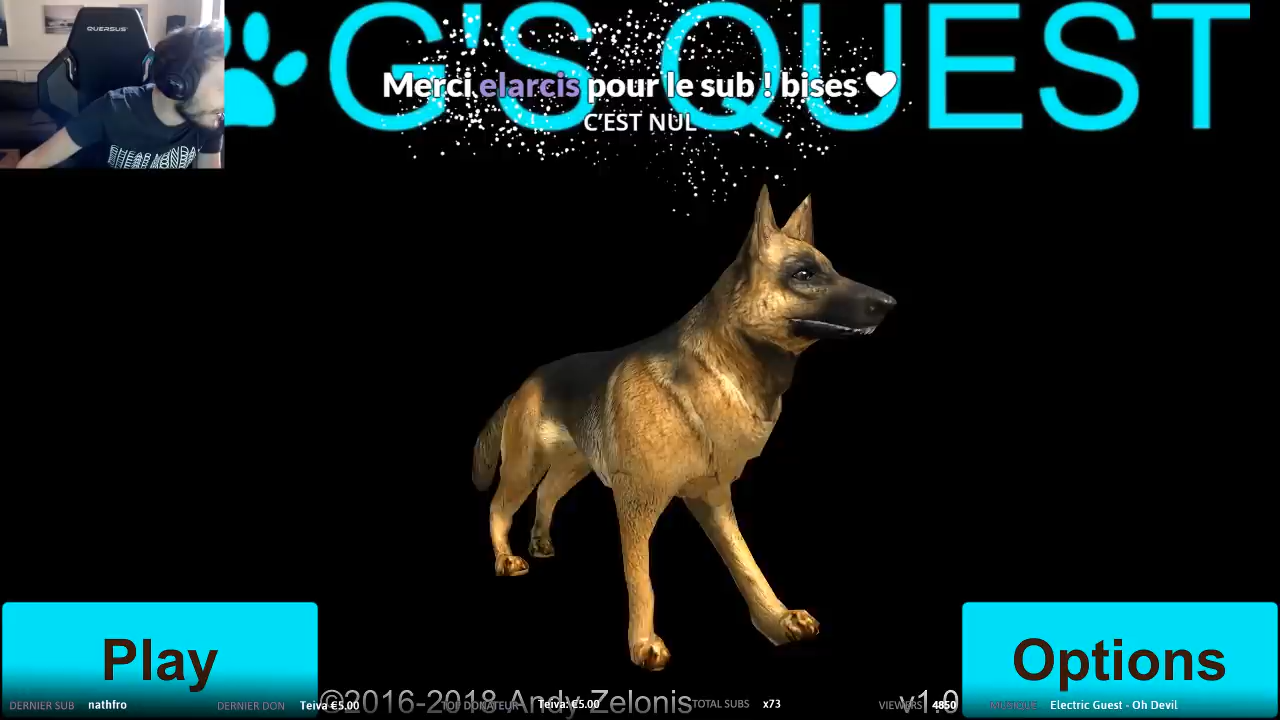 QUERSUS
G'S QUEST
Merci elarcis pour le sub ! bises
C'EST NUL
Play
Options
©2016-2018 Andy Zelonis
v1.0
DERNIER SUB nathfro
DERNIER DON Teiva €5.00
TOP DONATEUR Teiva: €5.00
TOTAL SUBS x73
VIEWERS 4850
MUSIQUE Electric Guest - Oh Devil